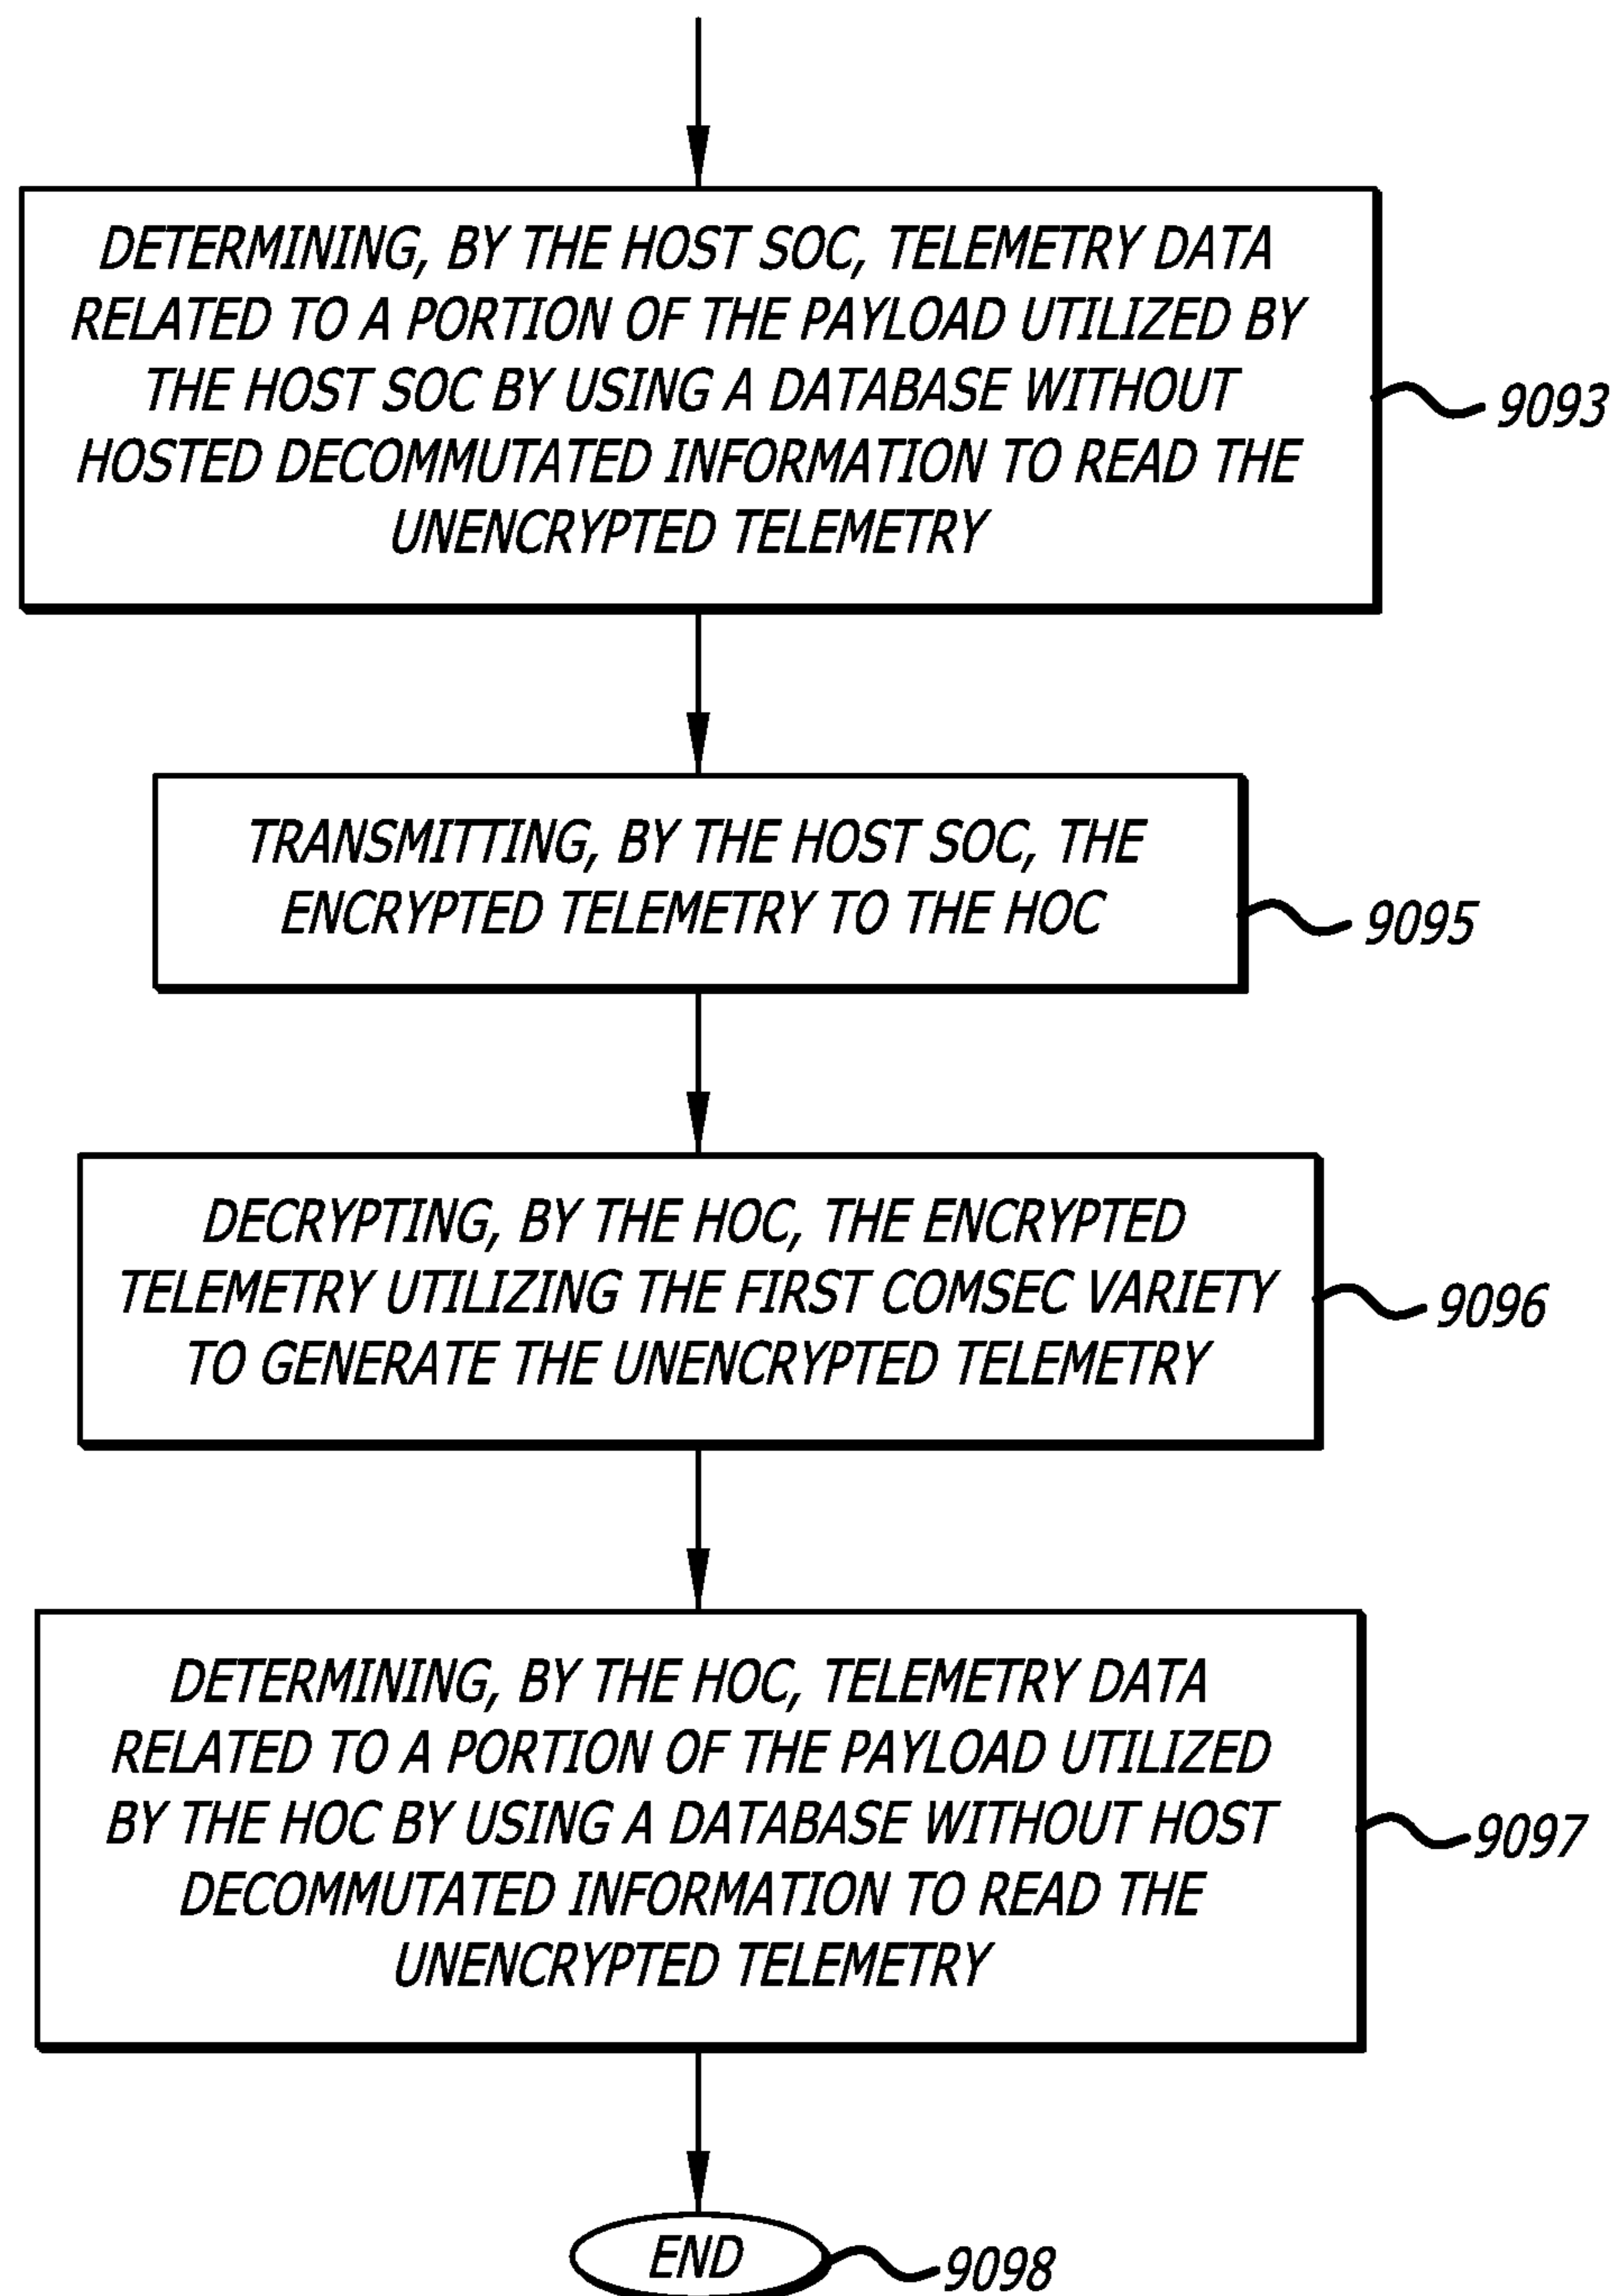 DETERMINING, BY THE HOST SOC, TELEMETRY DATA
RELATED TO A PORTION OF THE PAYLOAD UTILIZED BY
THE HOST SOC BY USING A DATABASE WITHOUT
HOSTED DECOMMUTATED INFORMATION TO READ THE
UNENCRYPTED TELEMETRY
9093
TRANSMITTING, BY THE HOST SOC, THE
ENCRYPTED TELEMETRY TO THE HOC
9095
DECRYPTING, BY THE HOC, THE ENCRYPTED
TELEMETRY UTILIZING THE FIRST COMSEC VARIETY
TO GENERATE THE UNENCRYPTED TELEMETRY
9096
DETERMINING, BY THE HOC, TELEMETRY DATA
RELATED TO A PORTION OF THE PAYLOAD UTILIZED
BY THE HOC BY USING A DATABASE WITHOUT HOST
DECOMMUTATED INFORMATION TO READ THE
UNENCRYPTED TELEMETRY
9097
END
9098